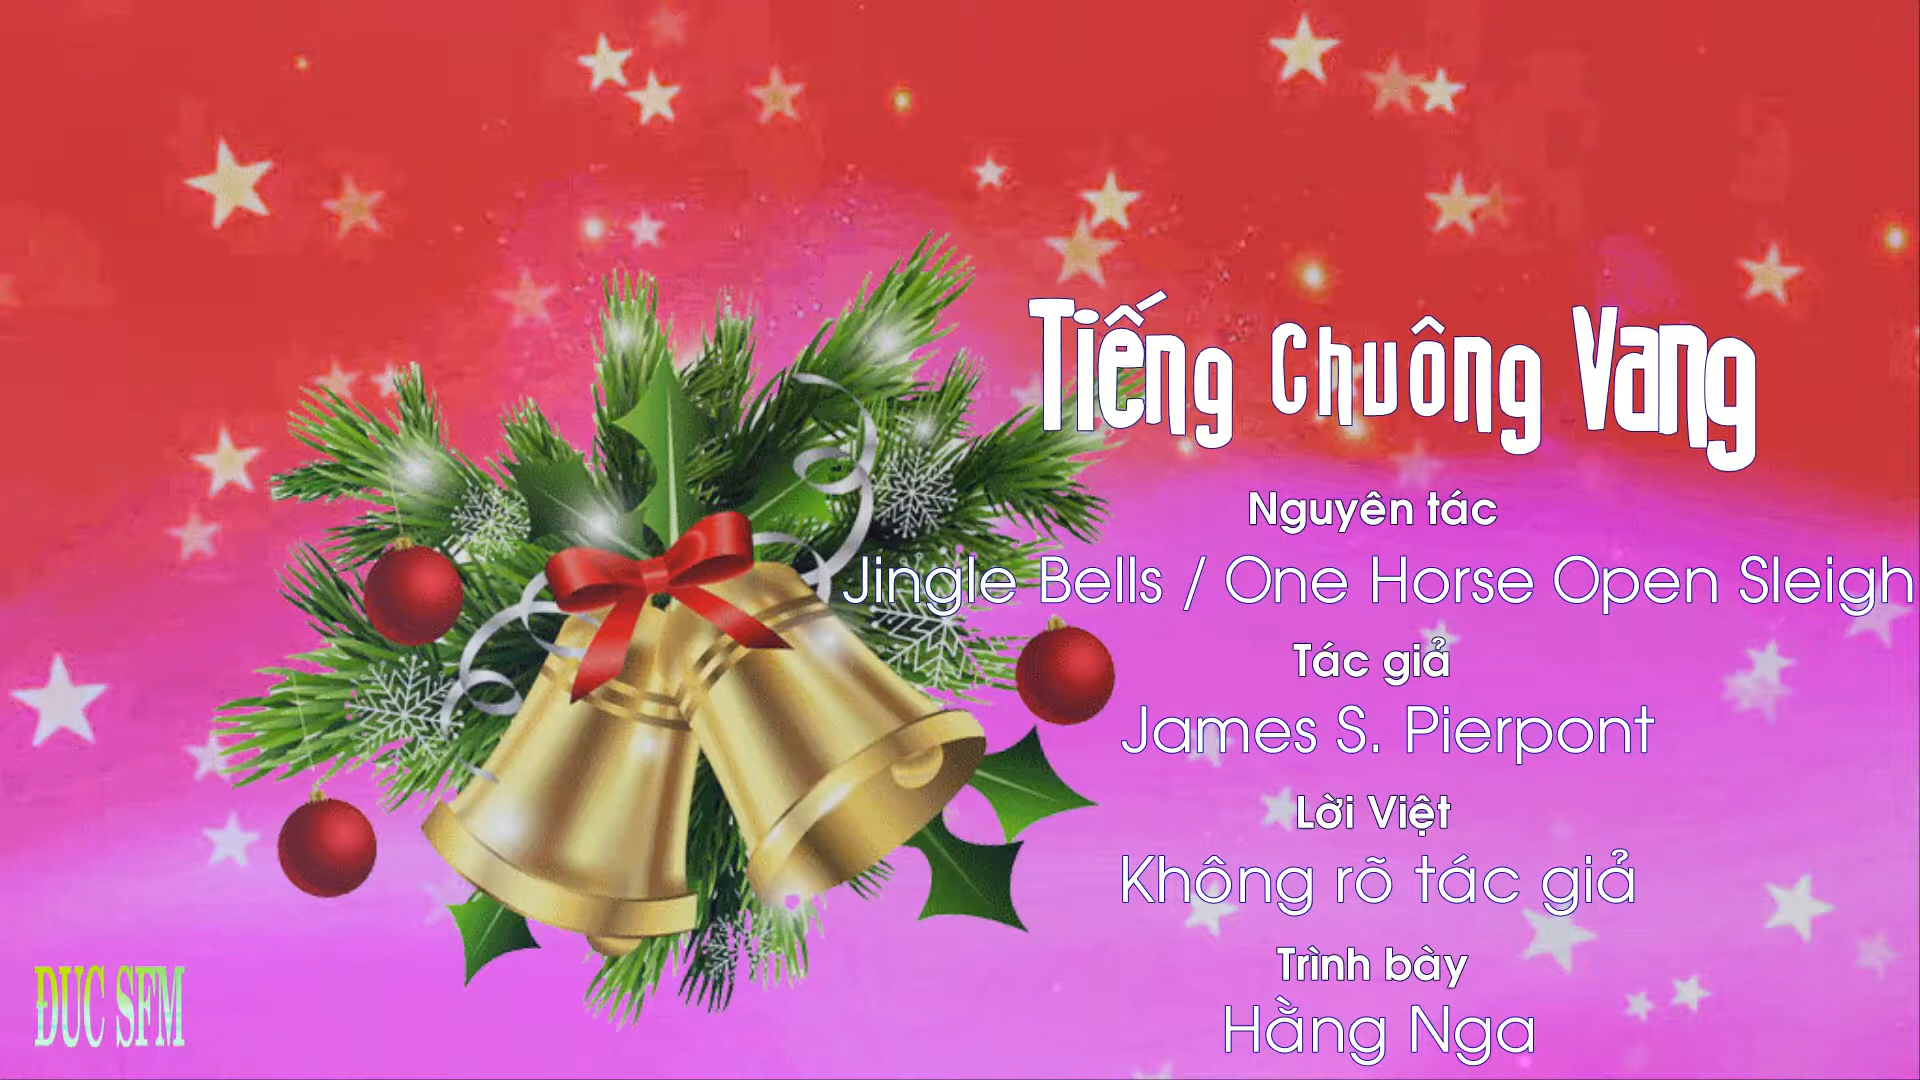 Tiếng Chuông Vang
Nguyên tác
Jingle Bells / One Horse Open Sleigh
Tác giả
James S. Pierpont
Lời Việt
Không rõ tác giả
Trình bày
Hằng Nga
ĐUC SFM